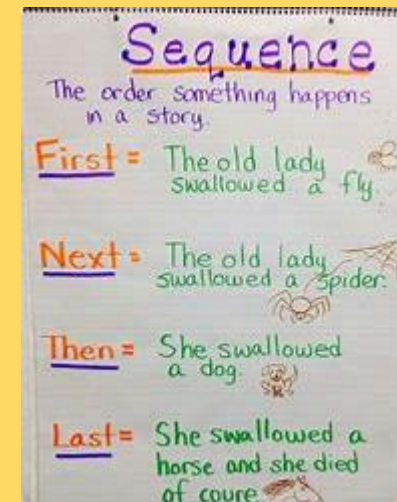 Sequence
The order something happens
in a story.
First = The old lady
swallowed a fly.
Next = The old lady
swallowed a spider.
Then = She swallowed
a dog.
Last = She swallowed a
horse and she died
of coure